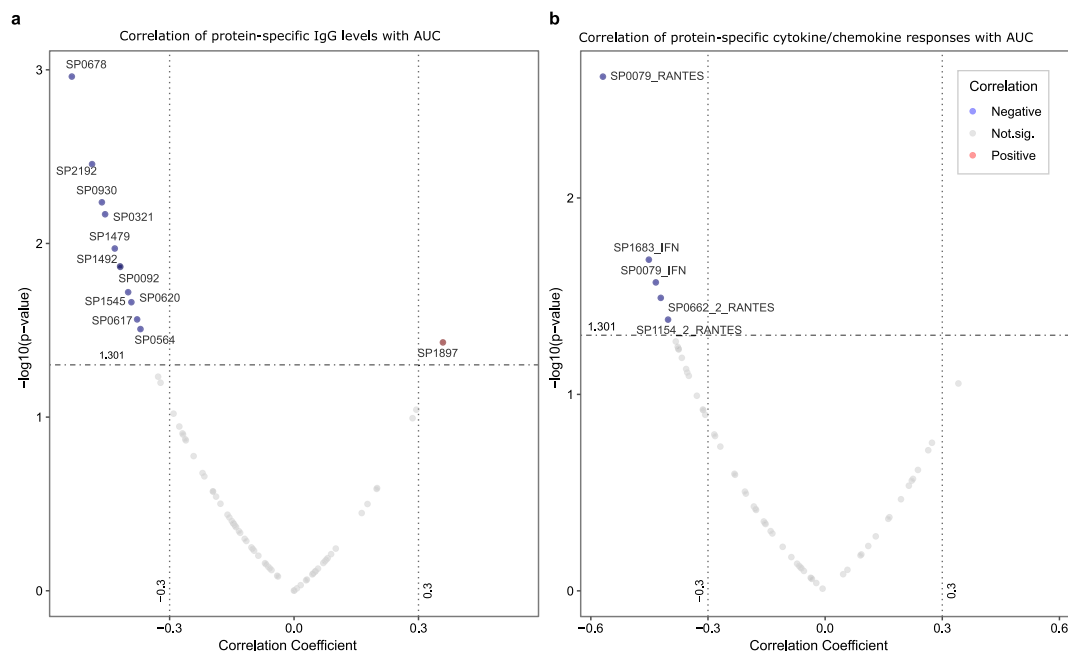 a
Correlation of protein-specific IgG levels with AUC
3
2
1
0
−log10(p−value)
SP0678
SP2192
SP0930
SP0321
SP1479
SP1492
SP0092
SP1545
SP0620
SP0617
SP0564
SP1897
1.301
−0.3
0.3
−0.3
0.0
0.3
Correlation Coefficient
b
Correlation of protein-specific cytokine/chemokine responses with AUC
2
1
0
−log10(p−value)
SP0079_RANTES
Correlation
Negative
Not.sig.
Positive
SP1683_IFN
SP0079_IFN
SP0662_2_RANTES
SP1154_2_RANTES
1.301
−0.3
0.3
−0.6
−0.3
0.0
0.3
0.6
Correlation Coefficient